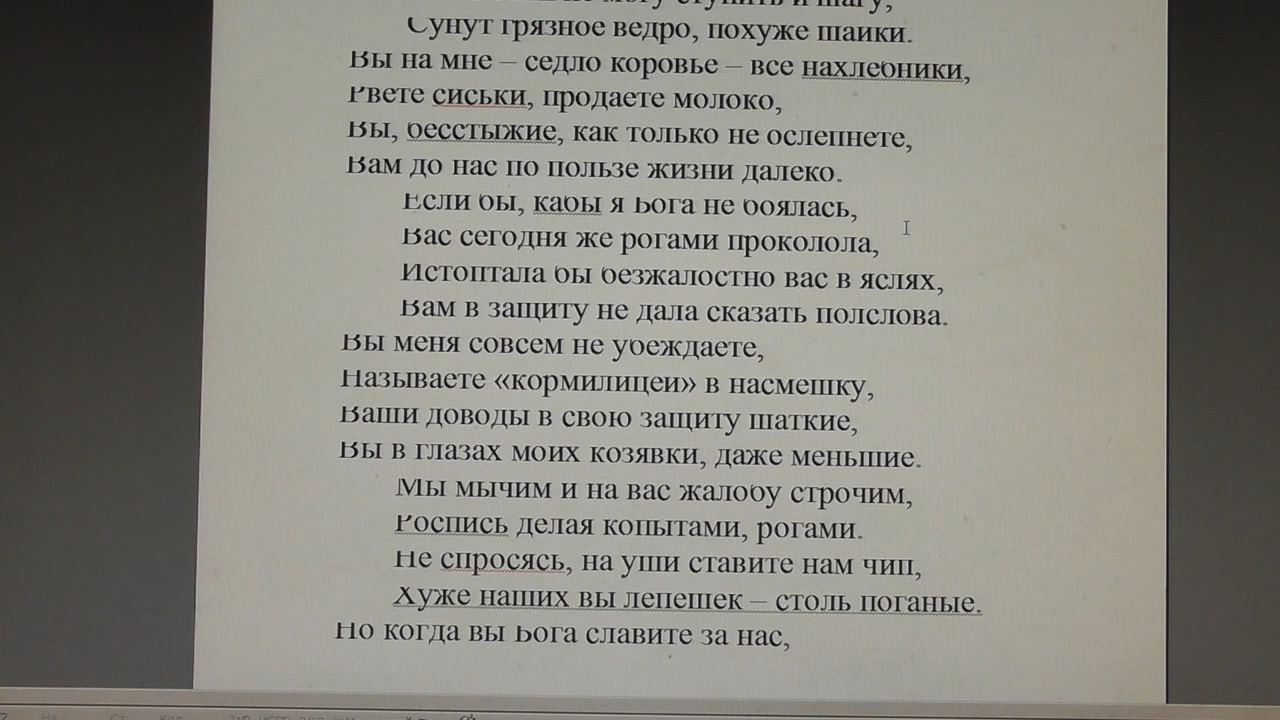 могу ступить и шагу,
Сунут грязное ведро, похуже шайки.
Вы на мне – седло коровье – все нахлебники,
Рвете сиськи, продаете молоко,
Вы, бесстыжие, как только не ослепнете,
Вам до нас по пользе жизни далеко.
Если бы, кабы я Бога не боялась,
Вас сегодня же рогами проколола,
Истоптала бы безжалостно вас в яслях,
Вам в защиту не дала сказать полслова.
Вы меня совсем не убеждаете,
Называете «кормилицей» в насмешку,
Ваши доводы в свою защиту шаткие,
Вы в глазах моих козявки, даже меньшие.
Мы мычим и на вас жалобу строчим,
Роспись делая копытами, рогами.
Не спросясь, на уши ставите нам чип,
Хуже наших вы лепешек – столь поганые.
Но когда вы Бога славите за нас,